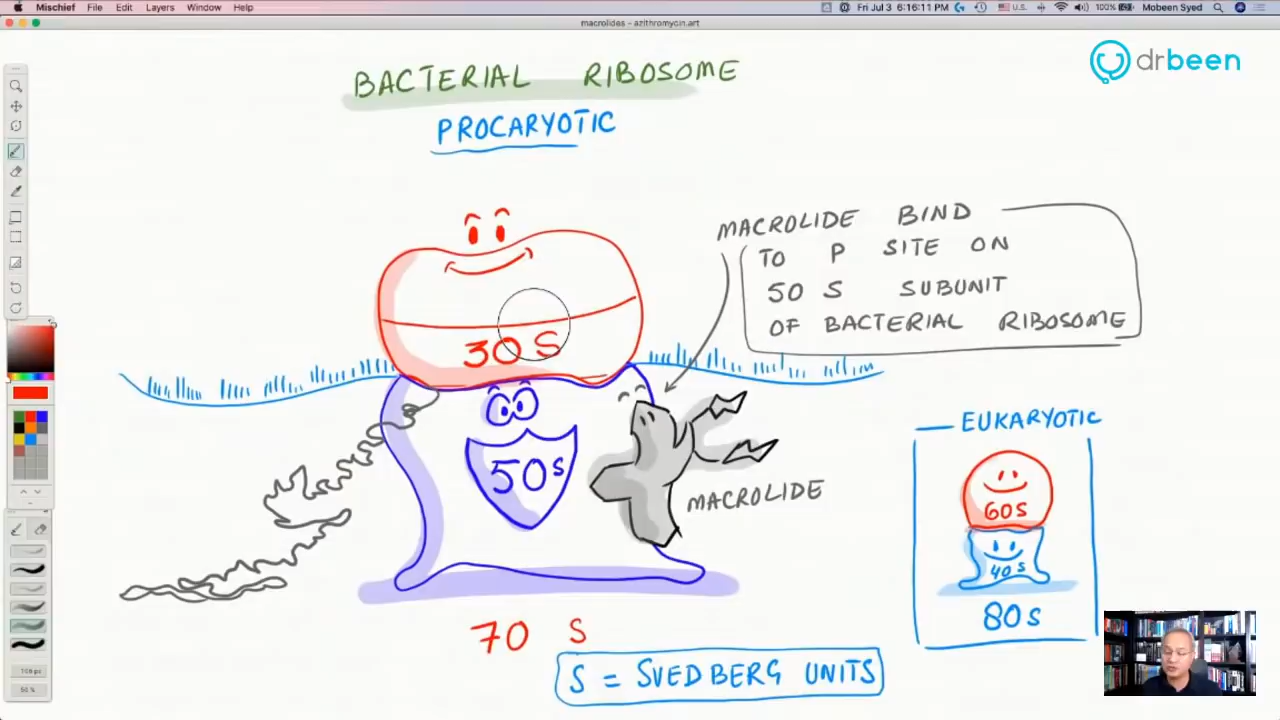 Mischief File Edit Layers Window Help
U.S. 100% Fri Jul 3 6:16:11 PM Mobeen Syed
macrolides - azithromycin.art
drbeen
BACTERIAL RIBOSOME
PROCARYOTIC
MACROLIDE BIND
TO P SITE ON
50 S SUBUNIT
OF BACTERIAL RIBOSOME
30S
50S
MACROLIDE
EUKARYOTIC
60S
40S
80S
70 S
S = SVEDBERG UNITS
50 %